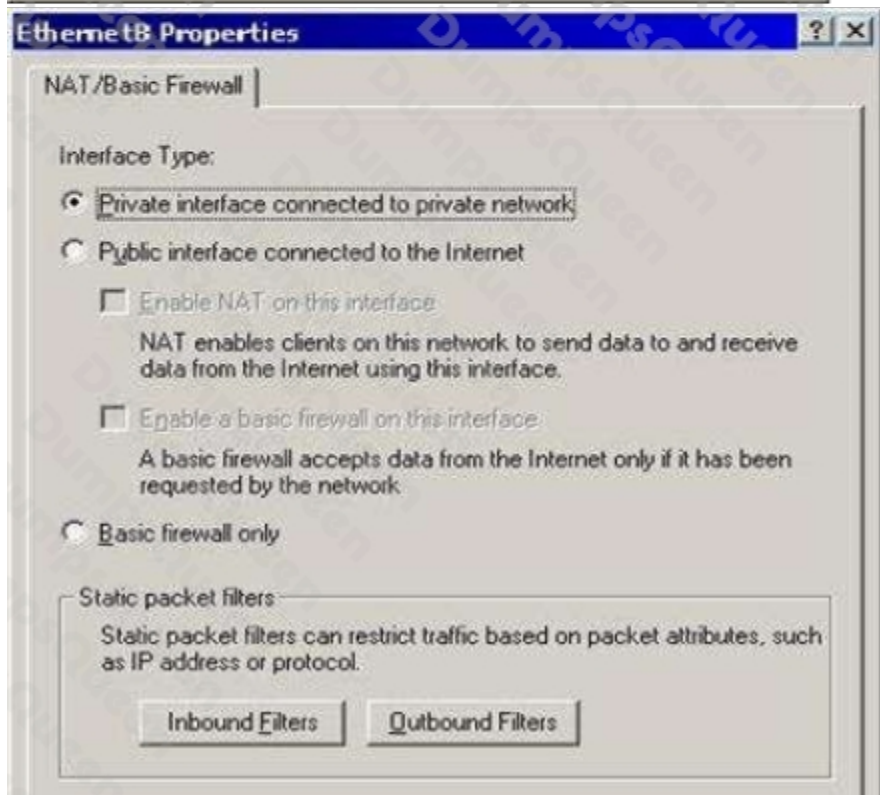 EthernetB Properties
NAT/Basic Firewall
Interface Type:
Private interface connected to private network
Public interface connected to the Internet
Enable NAT on this interface
NAT enables clients on this network to send data to and receive
data from the Internet using this interface.
Enable a basic firewall on this interface
A basic firewall accepts data from the Internet only if it has been
requested by the network
Basic firewall only
Static packet filters
Static packet filters can restrict traffic based on packet attributes, such
as IP address or protocol.
Inbound Filters
Outbound Filters
DumpsQueen